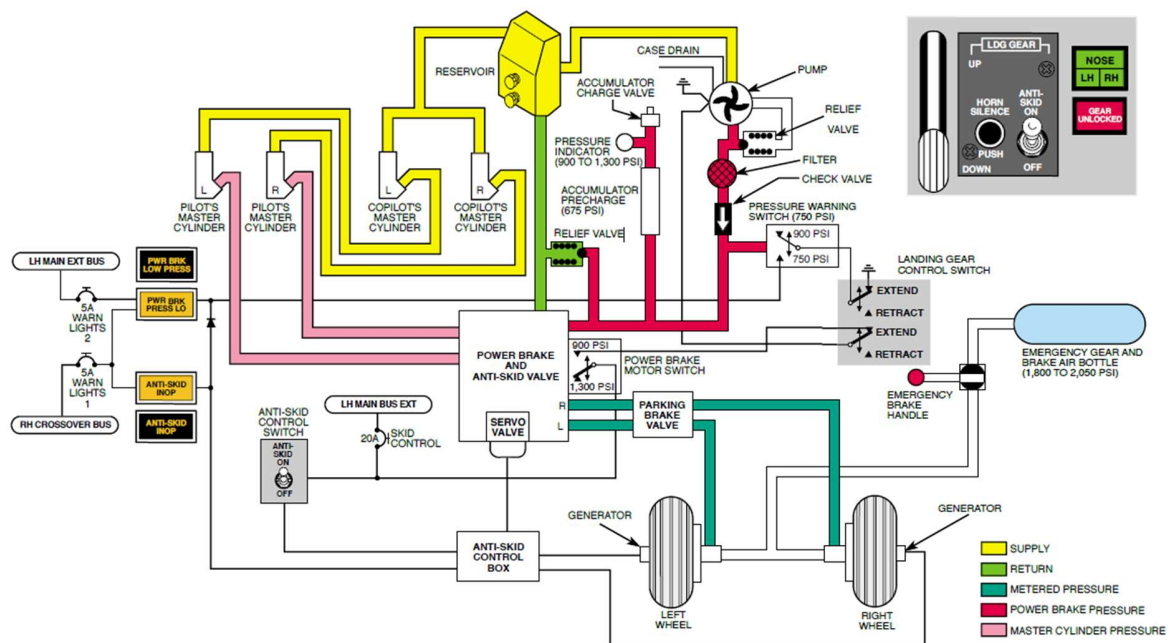 RESERVOIR
CASE DRAIN
ACCUMULATOR
CHARGE VALVE
PUMP
RELIEF
VALVE
PRESSURE
INDICATOR
(900 TO 1,300 PSI)
FILTER
CHECK VALVE
ACCUMULATOR
PRECHARGE
(675 PSI)
PRESSURE WARNING
SWITCH (750 PSI)
L
PILOT'S
MASTER
CYLINDER
R
PILOT'S
MASTER
CYLINDER
L
COPILOT'S
MASTER
CYLINDER
R
COPILOT'S
MASTER
CYLINDER
RELIEF VALVE
900 PSI
750 PSI
LDG GEAR
UP
HORN
SILENCE
PUSH
DOWN
ANTI-
SKID
ON
OFF
NOSE
LH
RH
GEAR
UNLOCKED
LANDING GEAR
CONTROL SWITCH
EXTEND
RETRACT
EXTEND
RETRACT
LH MAIN EXT BUS
5A
WARN
LIGHTS
2
PWR BRK
LOW PRESS
PWR BRK
PRESS LO
5A
WARN
LIGHTS
1
RH CROSSOVER BUS
ANTI-SKID
INOP
ANTI-SKID
INOP
POWER BRAKE
AND
ANTI-SKID VALVE
900 PSI
1,300 PSI
POWER BRAKE
MOTOR SWITCH
SERVO
VALVE
R
L
PARKING
BRAKE
VALVE
EMERGENCY GEAR AND
BRAKE AIR BOTTLE
(1,800 TO 2,050 PSI)
EMERGENCY
BRAKE
HANDLE
LH MAIN BUS EXT
20A
SKID
CONTROL
ANTI-SKID
CONTROL
SWITCH
ANTI-
SKID
ON
OFF
ANTI-SKID
CONTROL
BOX
GENERATOR
LEFT
WHEEL
GENERATOR
RIGHT
WHEEL
SUPPLY
RETURN
METERED PRESSURE
POWER BRAKE PRESSURE
MASTER CYLINDER PRESSURE